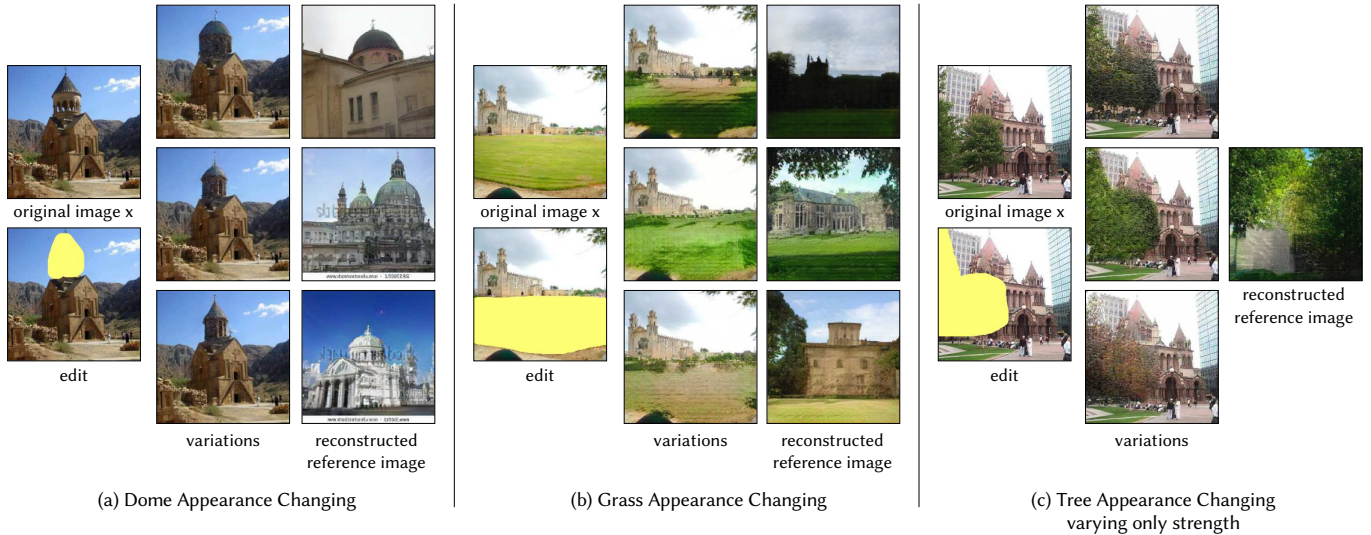 original image x
edit
variations
reconstructed
reference image
(a) Dome Appearance Changing
original image x
edit
variations
reconstructed
reference image
(b) Grass Appearance Changing
original image x
edit
variations
reconstructed
reference image
(c) Tree Appearance Changing
varying only strength